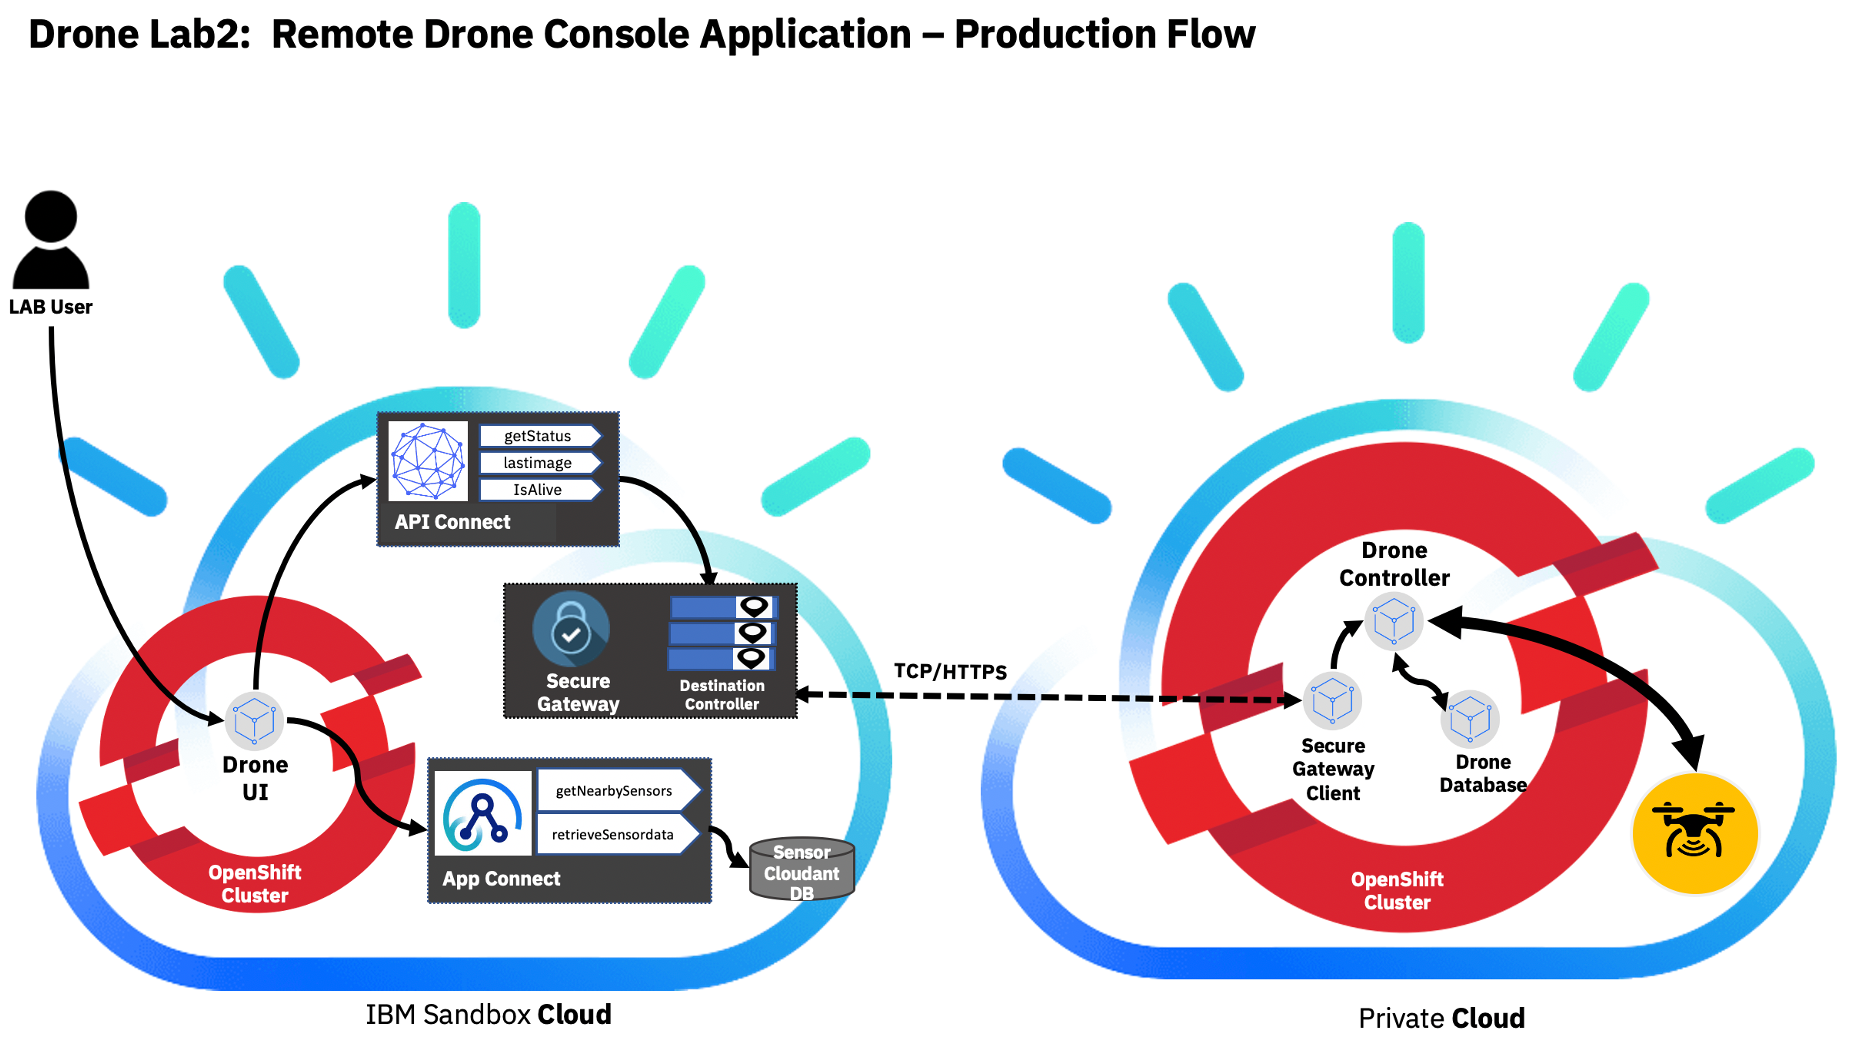 Drone Lab2:  Remote Drone Console Application – Production Flow
LAB User
getStatus
lastimage
IsAlive
API Connect
Secure
Gateway
Destination
Controller
TCP/HTTPS
Drone
UI
OpenShift
Cluster
getNearbySensors
retrieveSensordata
App Connect
Sensor
Cloudant
DB
IBM Sandbox Cloud
Drone
Controller
Secure
Gateway
Client
Drone
Database
OpenShift
Cluster
Private Cloud